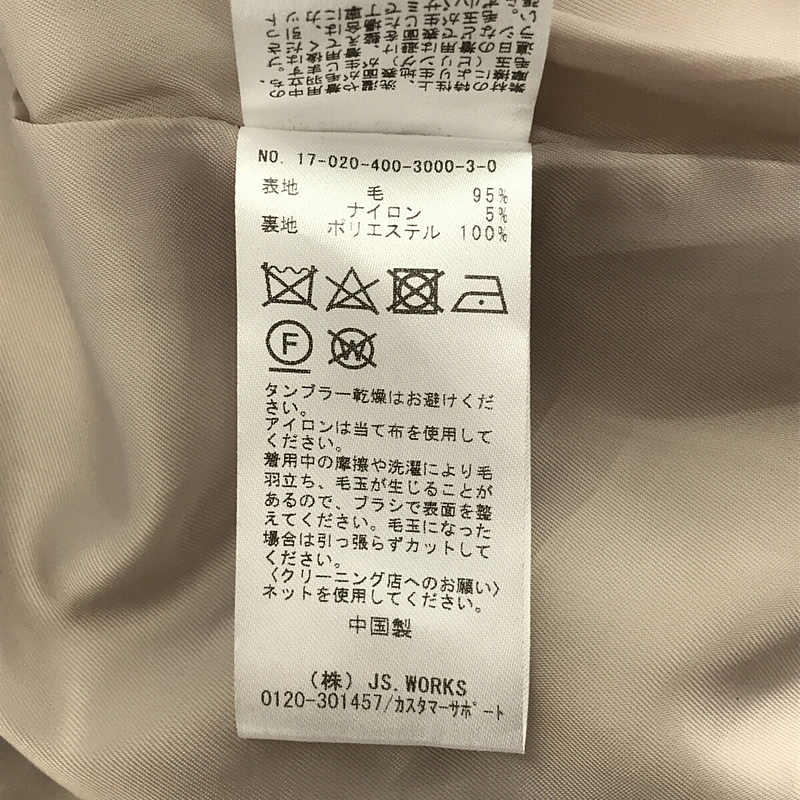 NO. 17-020-400-3000-3-0
表地 毛 95%
ナイロン 5%
裏地 ポリエステル 100%
F
W
タンブラー乾燥はお避けくだ
さい。
アイロンは当て布を使用して
ください。
着用中の摩擦や洗濯により毛
羽立ち、毛玉が生じることが
あるので、ブラシで表面を整
えてください。毛玉になった
場合は引っ張らずカットして
ください。
〈クリーニング店へのお願い〉
ネットを使用してください。
中国製
(株) JS.WORKS
0120-301457/カスタマーサポート